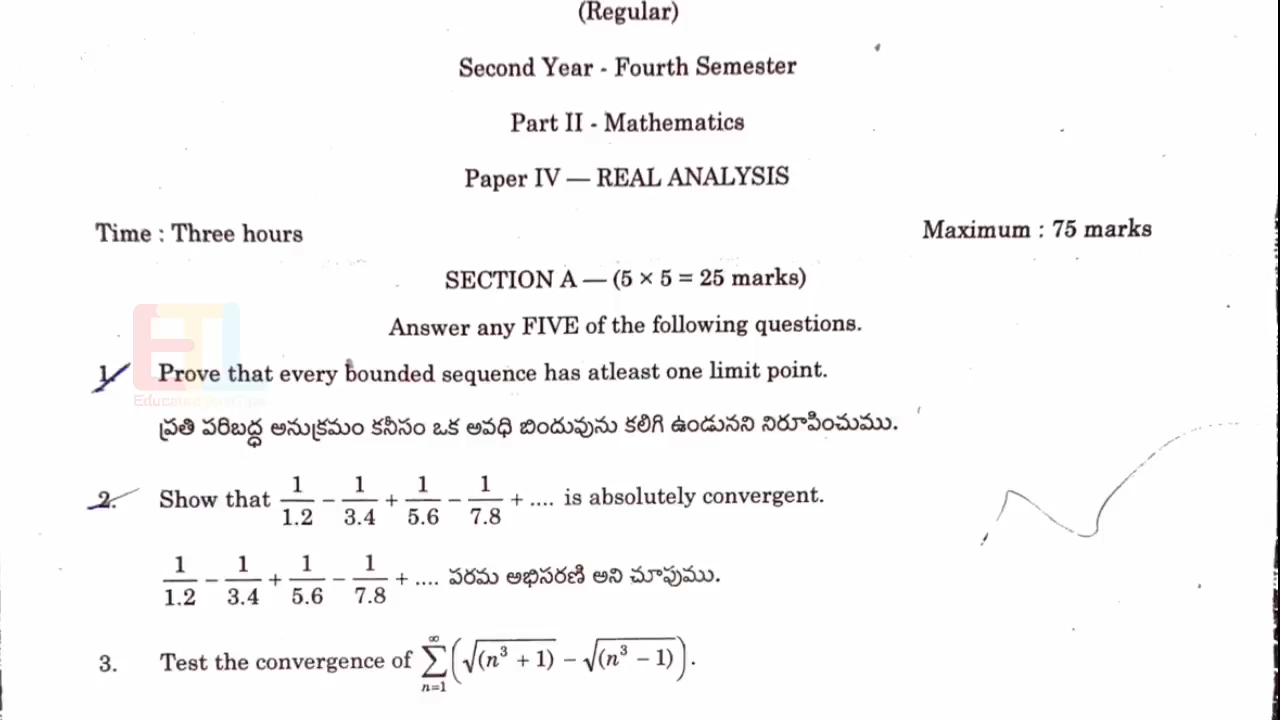 (Regular)
Second Year - Fourth Semester
Part II - Mathematics
Paper IV — REAL ANALYSIS
Time : Three hours
Maximum : 75 marks
SECTION A — (5 × 5 = 25 marks)
Answer any FIVE of the following questions.
1. Prove that every bounded sequence has atleast one limit point.
ప్రతి పరిబద్ధ అనుక్రమం కనీసం ఒక అవధి బిందువును కలిగి ఉండునని నిరూపించుము.
2. Show that 1/1.2 − 1/3.4 + 1/5.6 − 1/7.8 + .... is absolutely convergent.
1/1.2 − 1/3.4 + 1/5.6 − 1/7.8 + .... పరమ అభిసరణి అని చూపుము.
3. Test the convergence of ∑_{n=1}^{∞} (√(n³ + 1) − √(n³ − 1)).